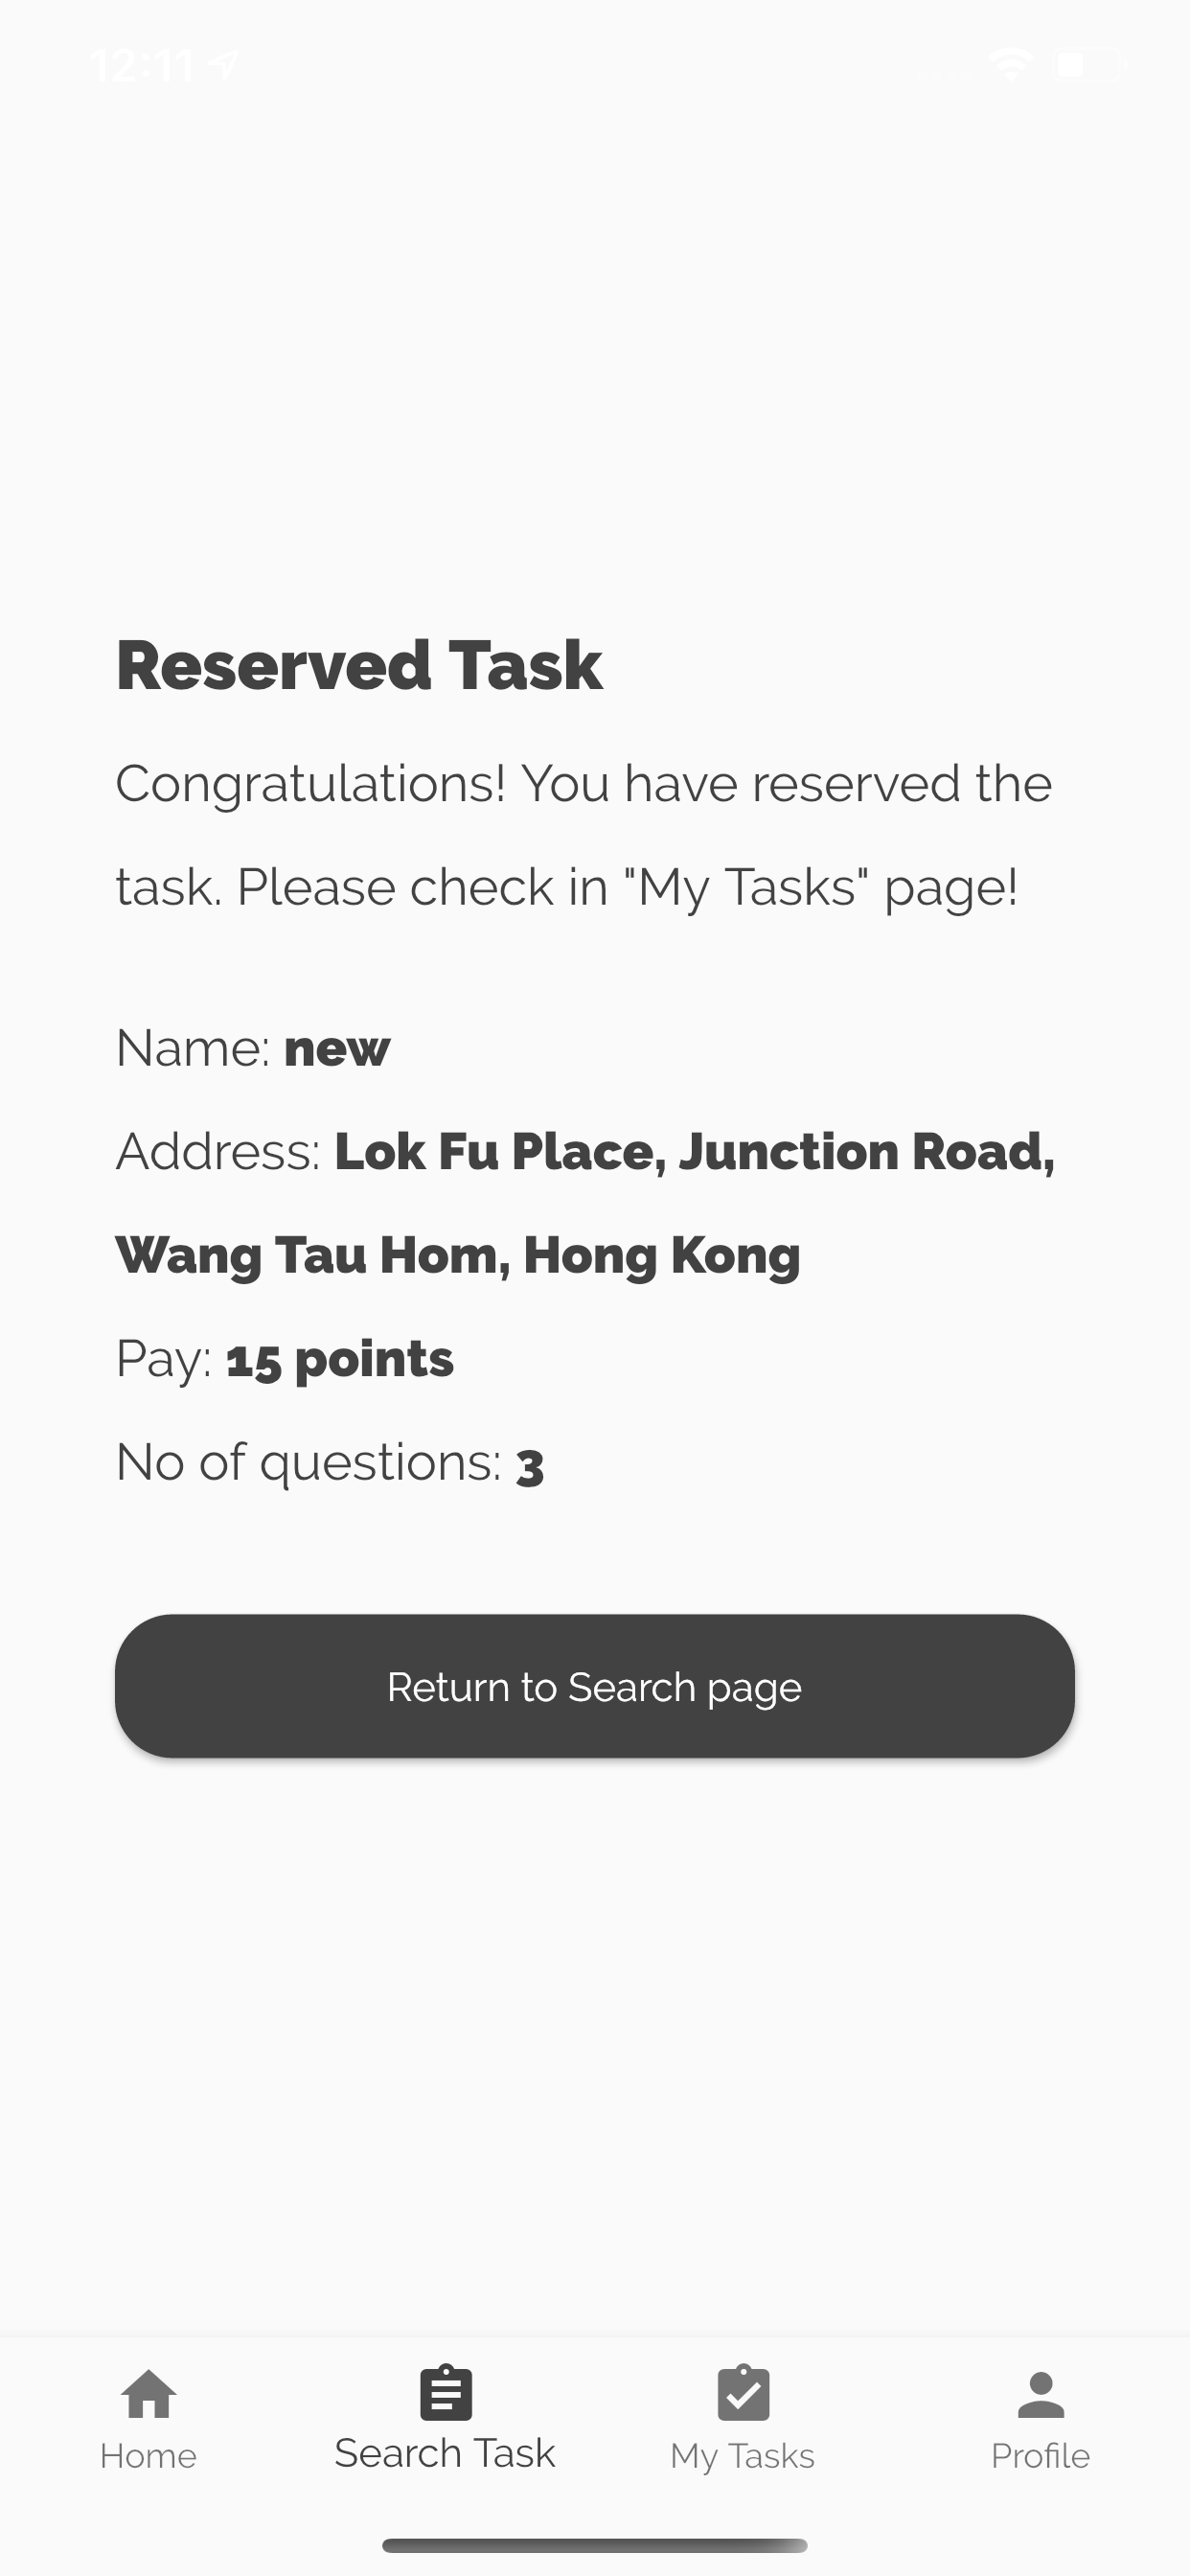 12:11
Reserved Task
Congratulations! You have reserved the
task. Please check in "My Tasks" page!
Name: new
Address: Lok Fu Place, Junction Road,
Wang Tau Hom, Hong Kong
Pay: 15 points
No of questions: 3
Return to Search page
Home
Search Task
My Tasks
Profile